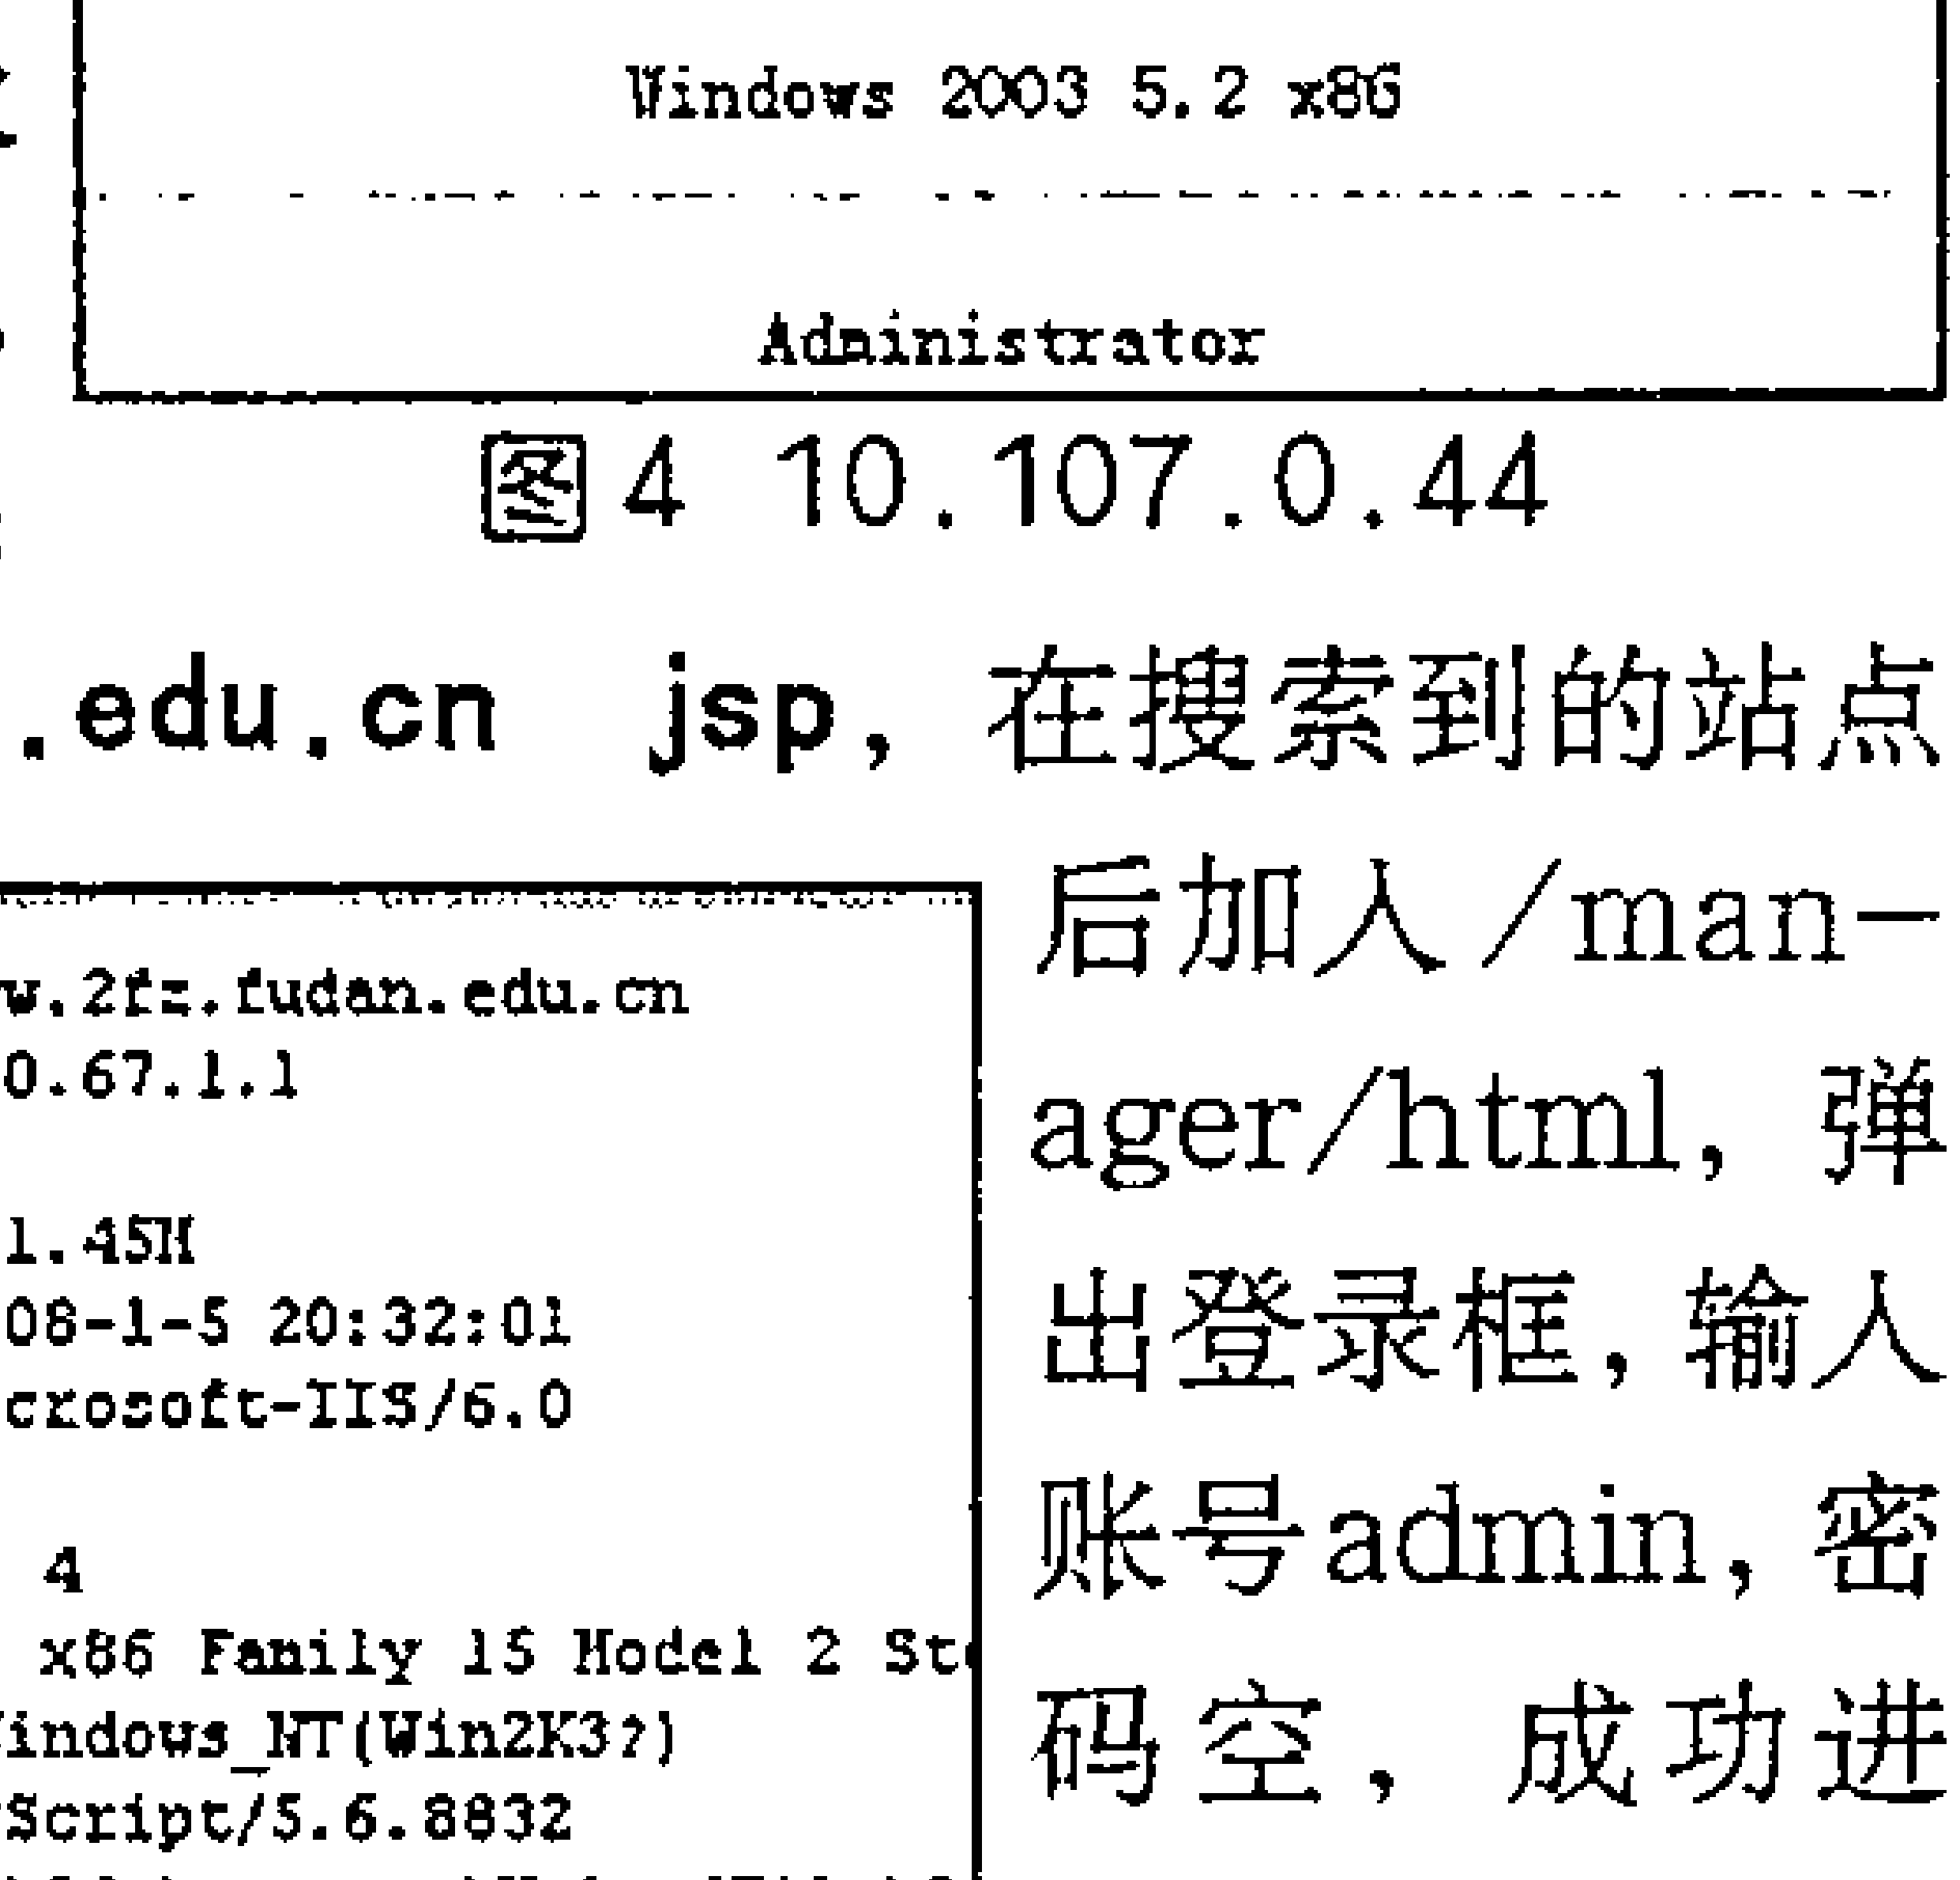 Windows 2003 5.2 x86
Administrator
图4 10.107.0.44
.edu.cn jsp，在搜索到的站点
后加入/man-
ager/html，弹
出登录框，输入
账号admin，密
码空，成功进
w.2fz.fudan.edu.cn
0.67.1.1
1.45M
08-1-5 20:32:01
crosoft-IIS/6.0
4
x86 Family 15 Model 2
indows_NT(Win2K3?)
Script/5.6.8832